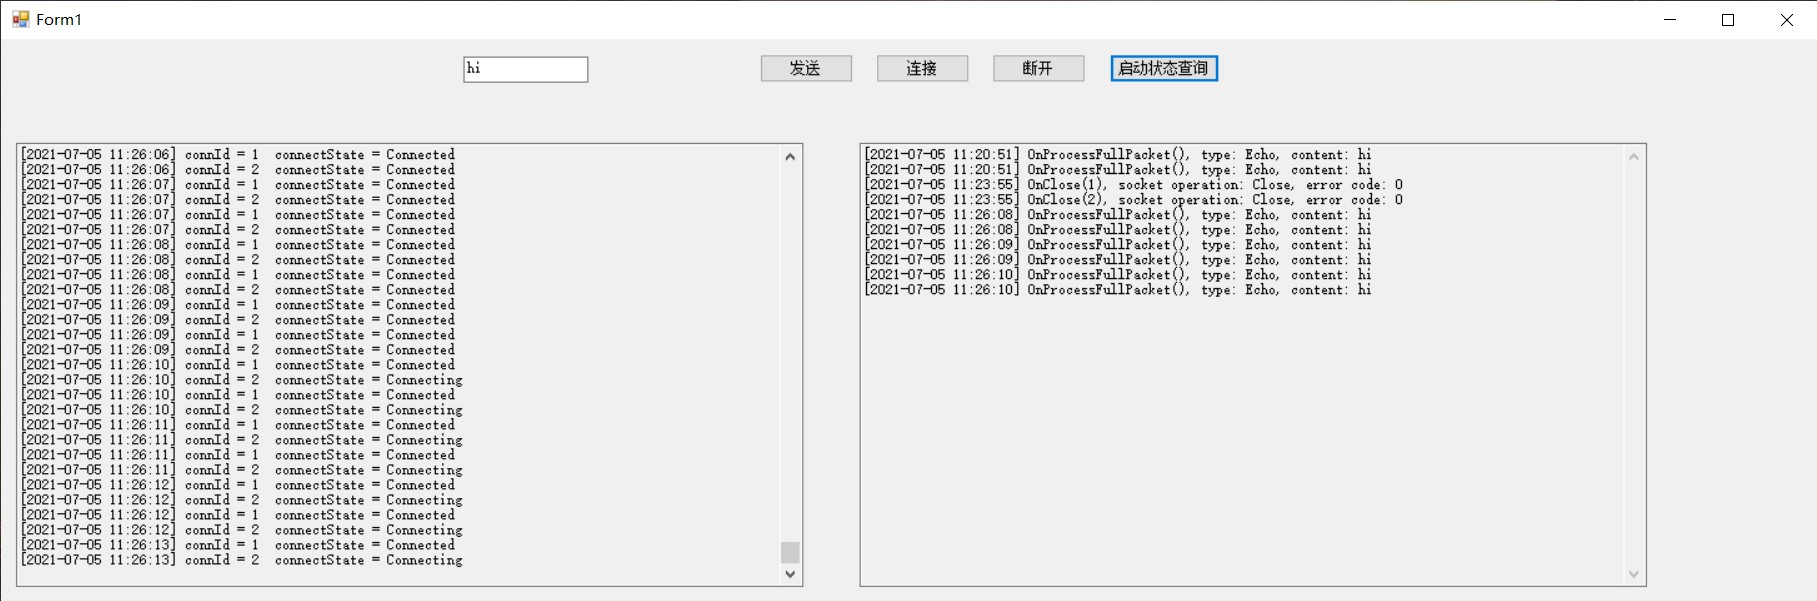 Form1
hi
发送
连接
断开
启动状态查询
[2021-07-05 11:26:06] connId = 1  connectState = Connected
[2021-07-05 11:26:06] connId = 2  connectState = Connected
[2021-07-05 11:26:07] connId = 1  connectState = Connected
[2021-07-05 11:26:07] connId = 2  connectState = Connected
[2021-07-05 11:26:07] connId = 1  connectState = Connected
[2021-07-05 11:26:07] connId = 2  connectState = Connected
[2021-07-05 11:26:08] connId = 1  connectState = Connected
[2021-07-05 11:26:08] connId = 2  connectState = Connected
[2021-07-05 11:26:08] connId = 1  connectState = Connected
[2021-07-05 11:26:08] connId = 2  connectState = Connected
[2021-07-05 11:26:09] connId = 1  connectState = Connected
[2021-07-05 11:26:09] connId = 2  connectState = Connected
[2021-07-05 11:26:09] connId = 1  connectState = Connected
[2021-07-05 11:26:09] connId = 2  connectState = Connected
[2021-07-05 11:26:10] connId = 1  connectState = Connected
[2021-07-05 11:26:10] connId = 2  connectState = Connecting
[2021-07-05 11:26:10] connId = 1  connectState = Connected
[2021-07-05 11:26:10] connId = 2  connectState = Connecting
[2021-07-05 11:26:11] connId = 1  connectState = Connected
[2021-07-05 11:26:11] connId = 2  connectState = Connecting
[2021-07-05 11:26:11] connId = 1  connectState = Connected
[2021-07-05 11:26:11] connId = 2  connectState = Connecting
[2021-07-05 11:26:12] connId = 1  connectState = Connected
[2021-07-05 11:26:12] connId = 2  connectState = Connecting
[2021-07-05 11:26:12] connId = 1  connectState = Connected
[2021-07-05 11:26:12] connId = 2  connectState = Connecting
[2021-07-05 11:26:13] connId = 1  connectState = Connected
[2021-07-05 11:26:13] connId = 2  connectState = Connecting
[2021-07-05 11:20:51] OnProcessFullPacket(), type: Echo, content: hi
[2021-07-05 11:20:51] OnProcessFullPacket(), type: Echo, content: hi
[2021-07-05 11:23:55] OnClose(1), socket operation: Close, error code: 0
[2021-07-05 11:23:55] OnClose(2), socket operation: Close, error code: 0
[2021-07-05 11:26:08] OnProcessFullPacket(), type: Echo, content: hi
[2021-07-05 11:26:08] OnProcessFullPacket(), type: Echo, content: hi
[2021-07-05 11:26:09] OnProcessFullPacket(), type: Echo, content: hi
[2021-07-05 11:26:09] OnProcessFullPacket(), type: Echo, content: hi
[2021-07-05 11:26:10] OnProcessFullPacket(), type: Echo, content: hi
[2021-07-05 11:26:10] OnProcessFullPacket(), type: Echo, content: hi